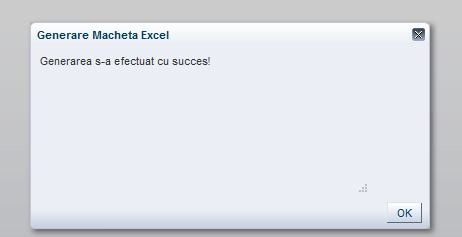 Generare Macheta Excel
Generarea s-a efectuat cu succes!
OK